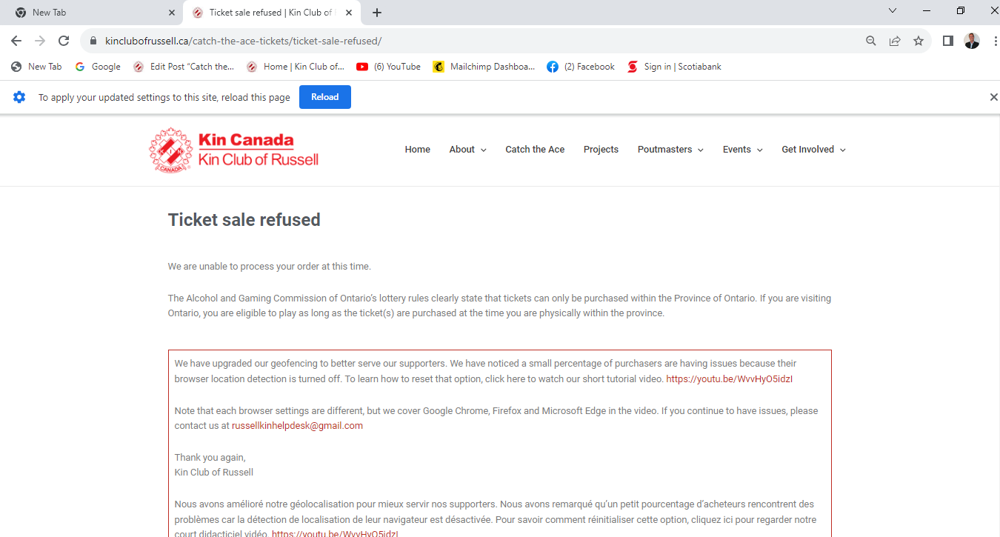 New Tab
Ticket sale refused | Kin Club of
kinclubofrussell.ca/catch-the-ace-tickets/ticket-sale-refused/
New Tab Google Edit Post “Catch the... Home | Kin Club of... (6) YouTube Mailchimp Dashboa... (2) Facebook Sign in | Scotiabank
To apply your updated settings to this site, reload this page Reload
Kin Canada
Kin Club of Russell
KIN
CANADA
Home About Catch the Ace Projects Poutmasters Events Get Involved
Ticket sale refused
We are unable to process your order at this time.
The Alcohol and Gaming Commission of Ontario’s lottery rules clearly state that tickets can only be purchased within the Province of Ontario. If you are visiting
Ontario, you are eligible to play as long as the ticket(s) are purchased at the time you are physically within the province.
We have upgraded our geofencing to better serve our supporters. We have noticed a small percentage of purchasers are having issues because their
browser location detection is turned off. To learn how to reset that option, click here to watch our short tutorial video. https://youtu.be/WvvHyO5idzI
Note that each browser settings are different, but we cover Google Chrome, Firefox and Microsoft Edge in the video. If you continue to have issues, please
contact us at russellkinhelpdesk@gmail.com
Thank you again,
Kin Club of Russell
Nous avons amélioré notre géolocalisation pour mieux servir nos supporters. Nous avons remarqué qu’un petit pourcentage d’acheteurs rencontrent des
problèmes car la détection de localisation de leur navigateur est désactivée. Pour savoir comment réinitialiser cette option, cliquez ici pour regarder notre
court didacticiel vidéo. https://youtu.be/WvvHyO5idzI